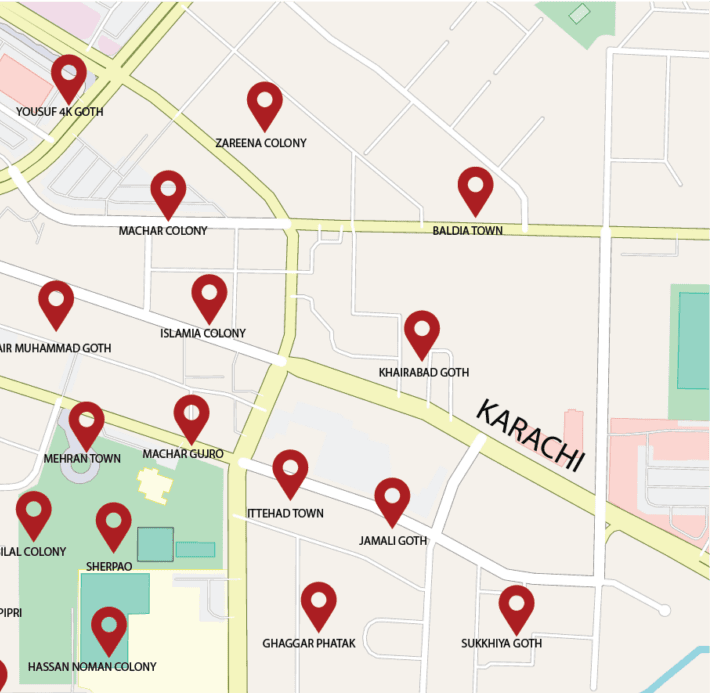 YOUSUF 4K GOTH
ZAREENA COLONY
MACHAR COLONY
BALDIA TOWN
ISLAMIA COLONY
AIR MUHAMMAD GOTH
KHAIRABAD GOTH
KARACHI
MEHRAN TOWN
MACHAR GUJRO
ITTEHAD TOWN
JAMALI GOTH
BILAL COLONY
SHERPAO
PIPRI
GHAGGAR PHATAK
SUKKHIYA GOTH
HASSAN NOMAN COLONY